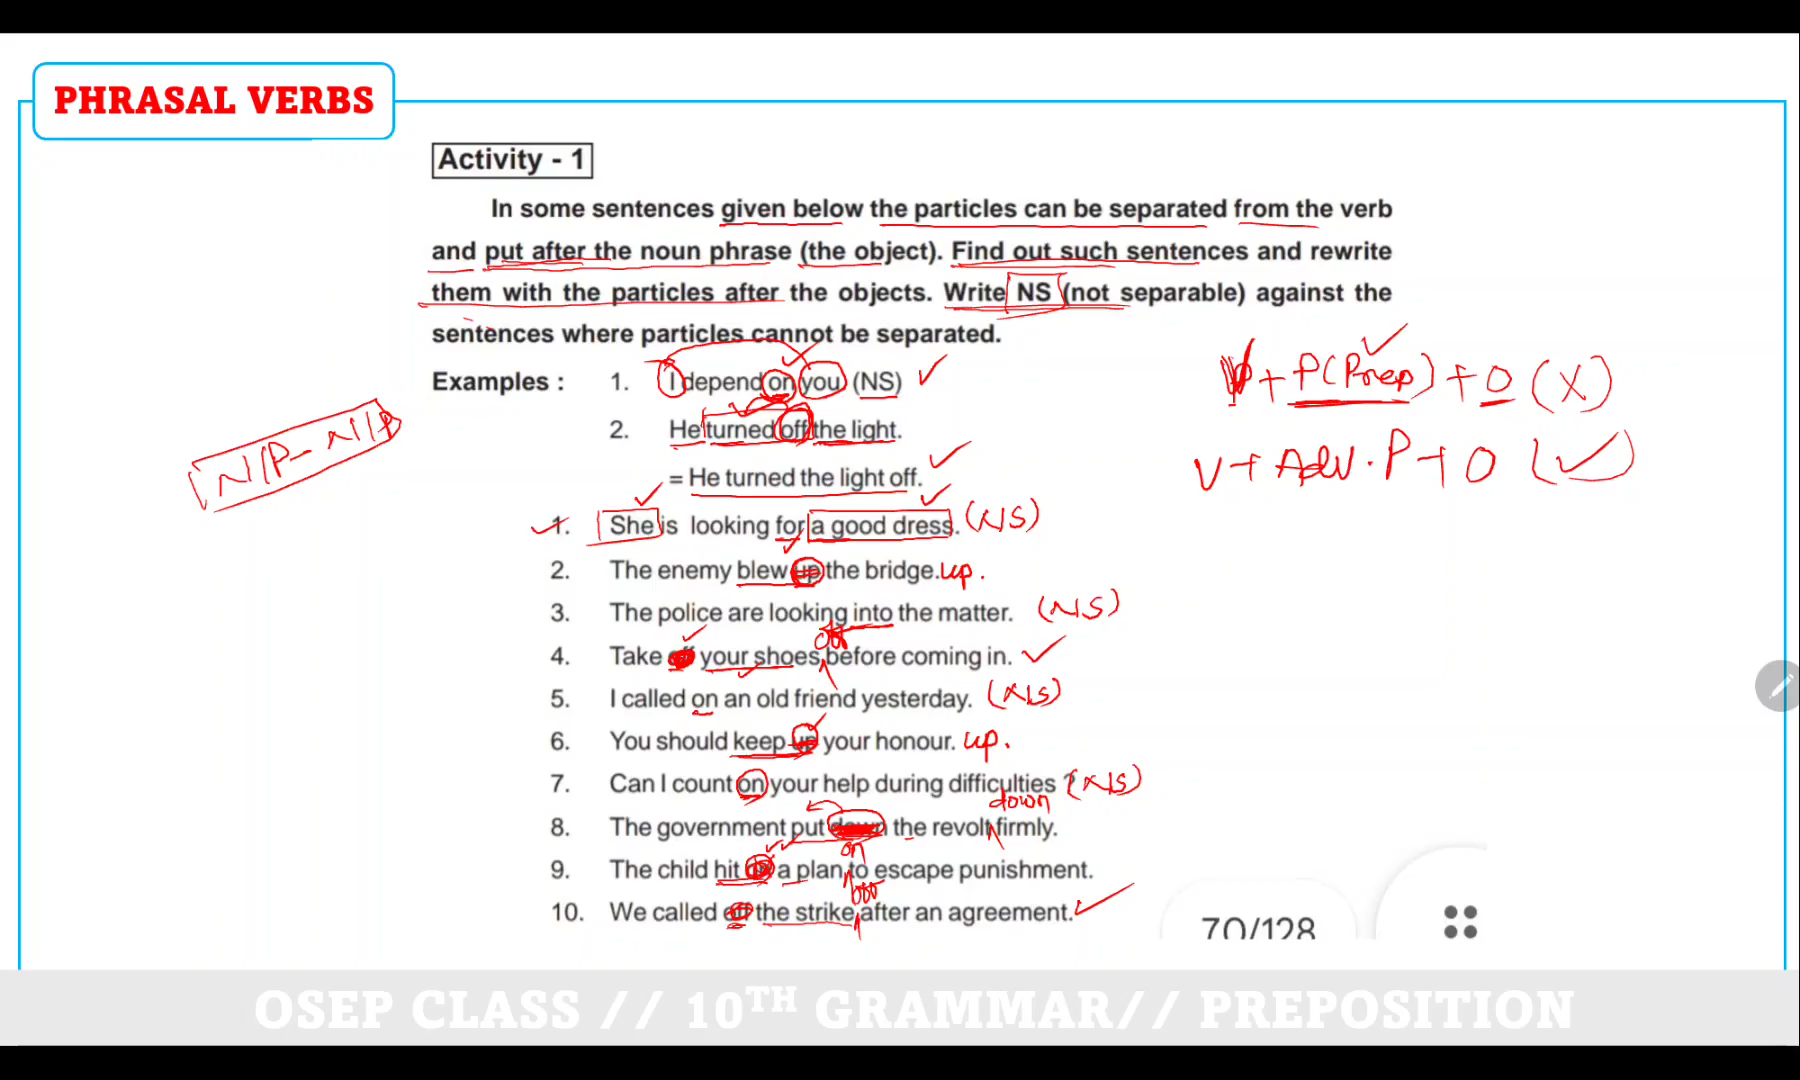 PHRASAL VERBS
Activity - 1
In some sentences given below the particles can be separated from the verb
and put after the noun phrase (the object). Find out such sentences and rewrite
them with the particles after the objects. Write NS (not separable) against the
sentences where particles cannot be separated.
Examples : 1. I depend on you (NS)
2. He turned off the light.
= He turned the light off.
N/P - N/P
V + P(Prep) + O (X)
V + Adv. P + O (✓)
1. She is looking for a good dress. (NS)
2. The enemy blew up the bridge. up.
3. The police are looking into the matter. (NS)
off
4. Take off your shoes before coming in.
5. I called on an old friend yesterday. (NS)
6. You should keep up your honour. up.
7. Can I count on your help during difficulties ? (NS)
down
8. The government put down the revolt firmly.
on
9. The child hit on a plan to escape punishment.
off
10. We called off the strike after an agreement.
70/128
OSEP CLASS // 10TH GRAMMAR// PREPOSITION